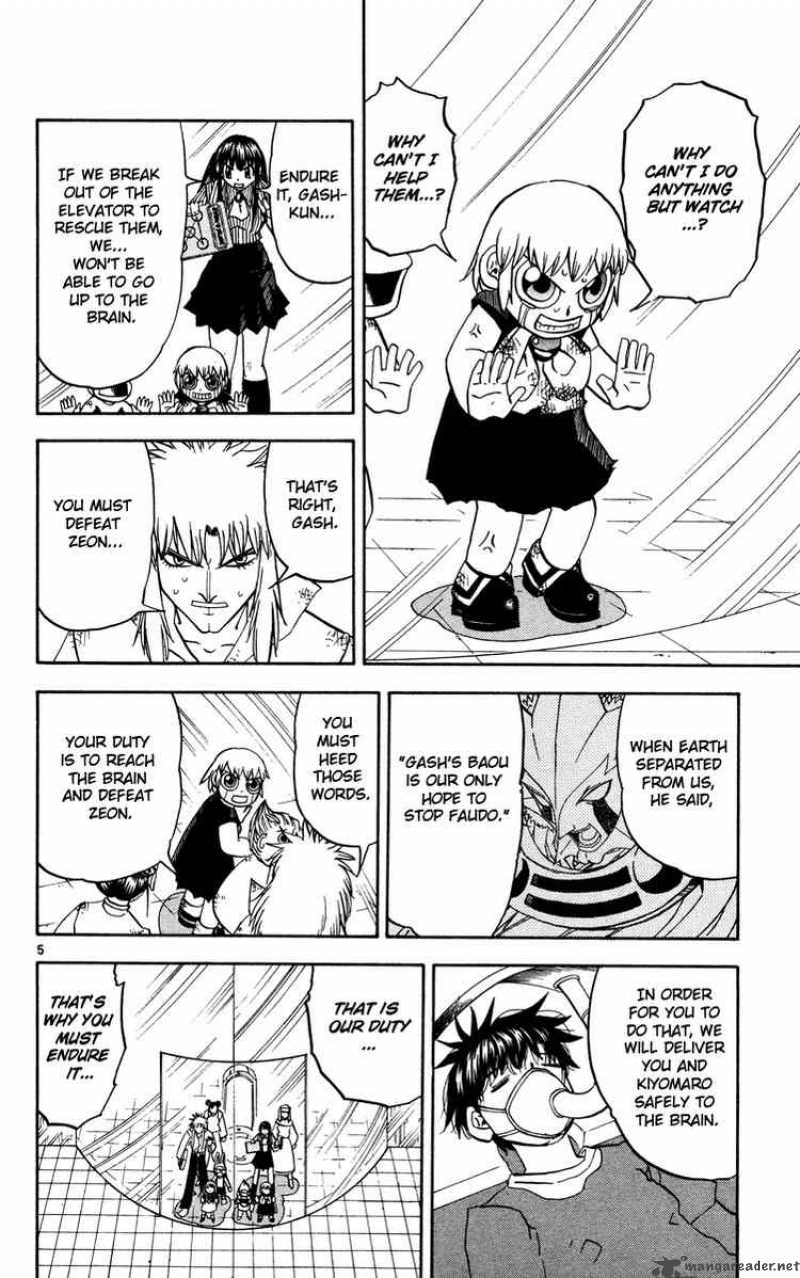 WHY
CAN'T I DO
ANYTHING
BUT WATCH
...?
WHY
CAN'T I
HELP
THEM...?
ENDURE
IT, GASH-
KUN...
IF WE BREAK
OUT OF THE
ELEVATOR TO
RESCUE THEM,
WE...
WON'T BE
ABLE TO GO
UP TO THE
BRAIN.
THAT'S
RIGHT,
GASH.
YOU MUST
DEFEAT
ZEON...
WHEN EARTH
SEPARATED
FROM US,
HE SAID,
"GASH'S BAOU
IS OUR ONLY
HOPE TO
STOP FAUDO."
YOU
MUST
HEED
THOSE
WORDS.
YOUR DUTY
IS TO REACH
THE BRAIN
AND DEFEAT
ZEON.
5
IN ORDER
FOR YOU TO
DO THAT, WE
WILL DELIVER
YOU AND
KIYOMARO
SAFELY TO
THE BRAIN.
THAT IS
OUR DUTY
...
THAT'S
WHY YOU
MUST
ENDURE
IT...
mangareader.net